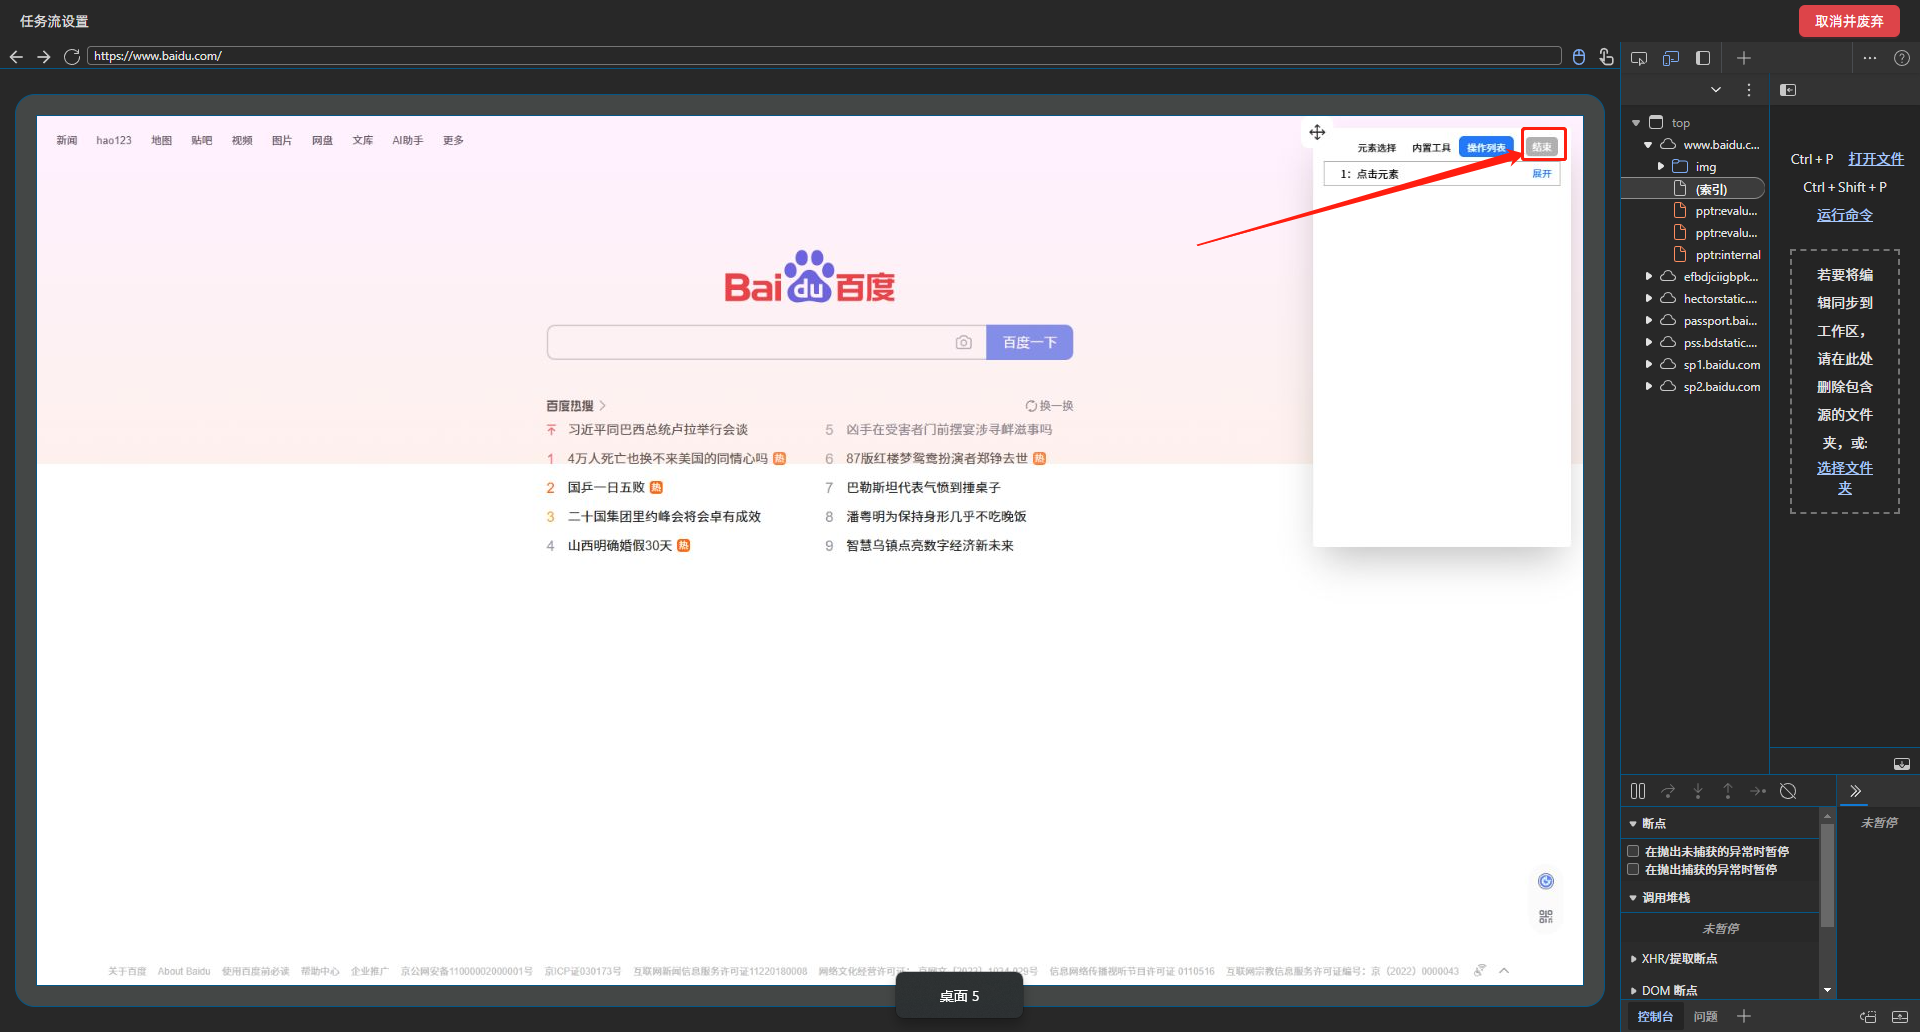 任务流设置
取消并废弃
https://www.baidu.com/
新闻 hao123 地图 贴吧 视频 图片 网盘 文库 AI助手 更多
元素选择 内置工具 操作列表 结束
1：点击元素 展开
Bai du 百度
百度一下
百度热搜 换一换
习近平同巴西总统卢拉举行会谈
1 4万人死亡也换不来美国的同情心吗 热
2 国乒一日五败 热
3 二十国集团里约峰会将会卓有成效
4 山西明确婚假30天 热
5 凶手在受害者门前摆宴涉寻衅滋事吗
6 87版红楼梦鸳鸯扮演者郑铮去世 热
7 巴勒斯坦代表气愤到捶桌子
8 潘粤明为保持身形几乎不吃晚饭
9 智慧乌镇点亮数字经济新未来
关于百度 About Baidu 使用百度前必读 帮助中心 企业推广 京公网安备11000002000001号 京ICP证030173号 互联网新闻信息服务许可证11220180008 网络文化经营许可证： 信息网络传播视听节目许可证 0110516 互联网宗教信息服务许可证编号：京（2022）0000043
桌面 5
top
www.baidu.c...
img
(索引)
pptr:evalu...
pptr:evalu...
pptr:internal
efbdjciigbpk...
hectorstatic....
passport.bai...
pss.bdstatic....
sp1.baidu.com
sp2.baidu.com
Ctrl + P 打开文件
Ctrl + Shift + P
运行命令
若要将编
辑同步到
工作区，
请在此处
删除包含
源的文件
夹，或:
选择文件
夹
断点
在抛出未捕获的异常时暂停
在抛出捕获的异常时暂停
调用堆栈
未暂停
XHR/提取断点
DOM 断点
未暂停
控制台 问题